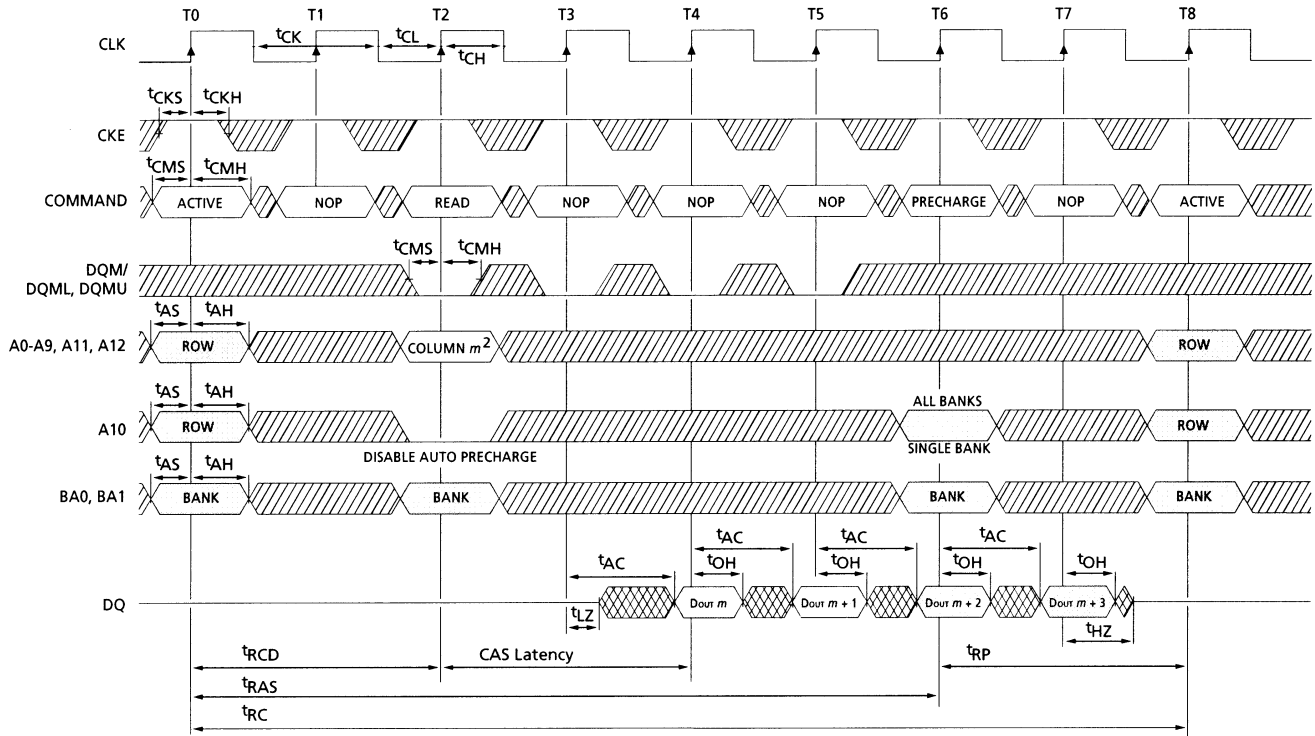 T0 T1 T2 T3 T4 T5 T6 T7 T8
CLK
tCK tCL
tCH
tCKS tCKH
CKE
tCMS tCMH
COMMAND ACTIVE NOP READ NOP NOP NOP PRECHARGE NOP ACTIVE
tCMS tCMH
DQM/
DQML, DQMU
tAS tAH
A0-A9, A11, A12 ROW COLUMN m2 ROW
tAS tAH
ALL BANKS
A10 ROW ROW
DISABLE AUTO PRECHARGE
SINGLE BANK
tAS tAH
BA0, BA1 BANK BANK BANK BANK
tAC tAC tAC tAC
tOH tOH tOH tOH
DQ DOUT m DOUT m + 1 DOUT m + 2 DOUT m + 3
tLZ tHZ
tRCD CAS Latency tRP
tRAS
tRC